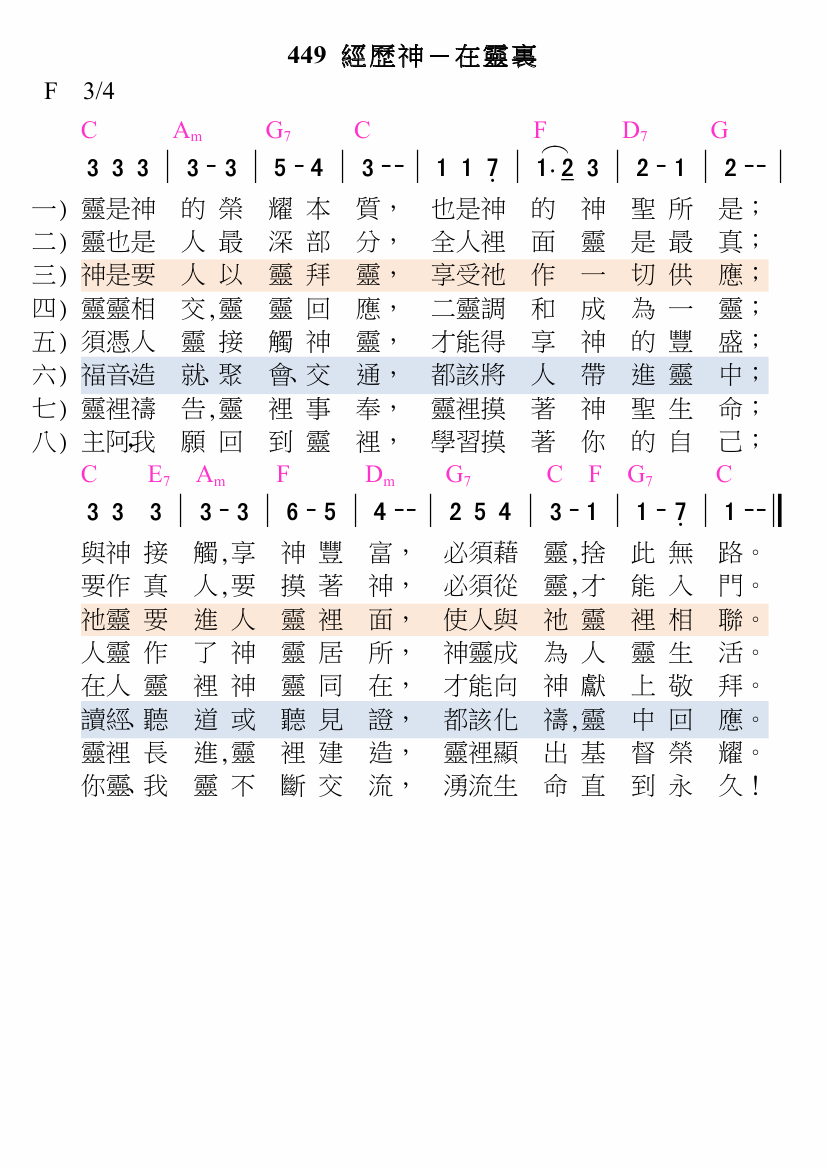 449 經歷神－在靈裏
F 3/4
C Am G7 C F D7 G
3 3 3 | 3 - 3 | 5 - 4 | 3 - - | 1 1 7̣ | 1· 2 3 | 2 - 1 | 2 - - |
一) 靈是神 的 榮 耀 本 質， 也是神 的 神 聖 所 是；
二) 靈也是 人 最 深 部 分， 全人裡 面 靈 是 最 真；
三) 神是要 人 以 靈 拜 靈， 享受祂 作 一 切 供 應；
四) 靈靈相 交,靈 靈 回 應， 二靈調 和 成 為 一 靈；
五) 須憑人 靈 接 觸 神 靈， 才能得 享 神 的 豐 盛；
六) 福音、造 就、聚 會、交 通， 都該將 人 帶 進 靈 中；
七) 靈裡禱 告,靈 裡 事 奉， 靈裡摸 著 神 聖 生 命；
八) 主阿,我 願 回 到 靈 裡， 學習摸 著 你 的 自 己；
C E7 Am F Dm G7 C F G7 C
3 3 3 | 3 - 3 | 6 - 5 | 4 - - | 2 5 4 | 3 - 1 | 1 - 7̣ | 1 - - ‖
與神 接 觸,享 神 豐 富， 必須藉 靈,捨 此 無 路。
要作 真 人,要 摸 著 神， 必須從 靈,才 能 入 門。
祂靈 要 進 人 靈 裡 面， 使人與 祂 靈 裡 相 聯。
人靈 作 了 神 靈 居 所， 神靈成 為 人 靈 生 活。
在人 靈 裡 神 靈 同 在， 才能向 神 獻 上 敬 拜。
讀經、聽 道 或 聽 見 證， 都該化 禱,靈 中 回 應。
靈裡 長 進,靈 裡 建 造， 靈裡顯 出 基 督 榮 耀。
你靈、我 靈 不 斷 交 流， 湧流生 命 直 到 永 久！